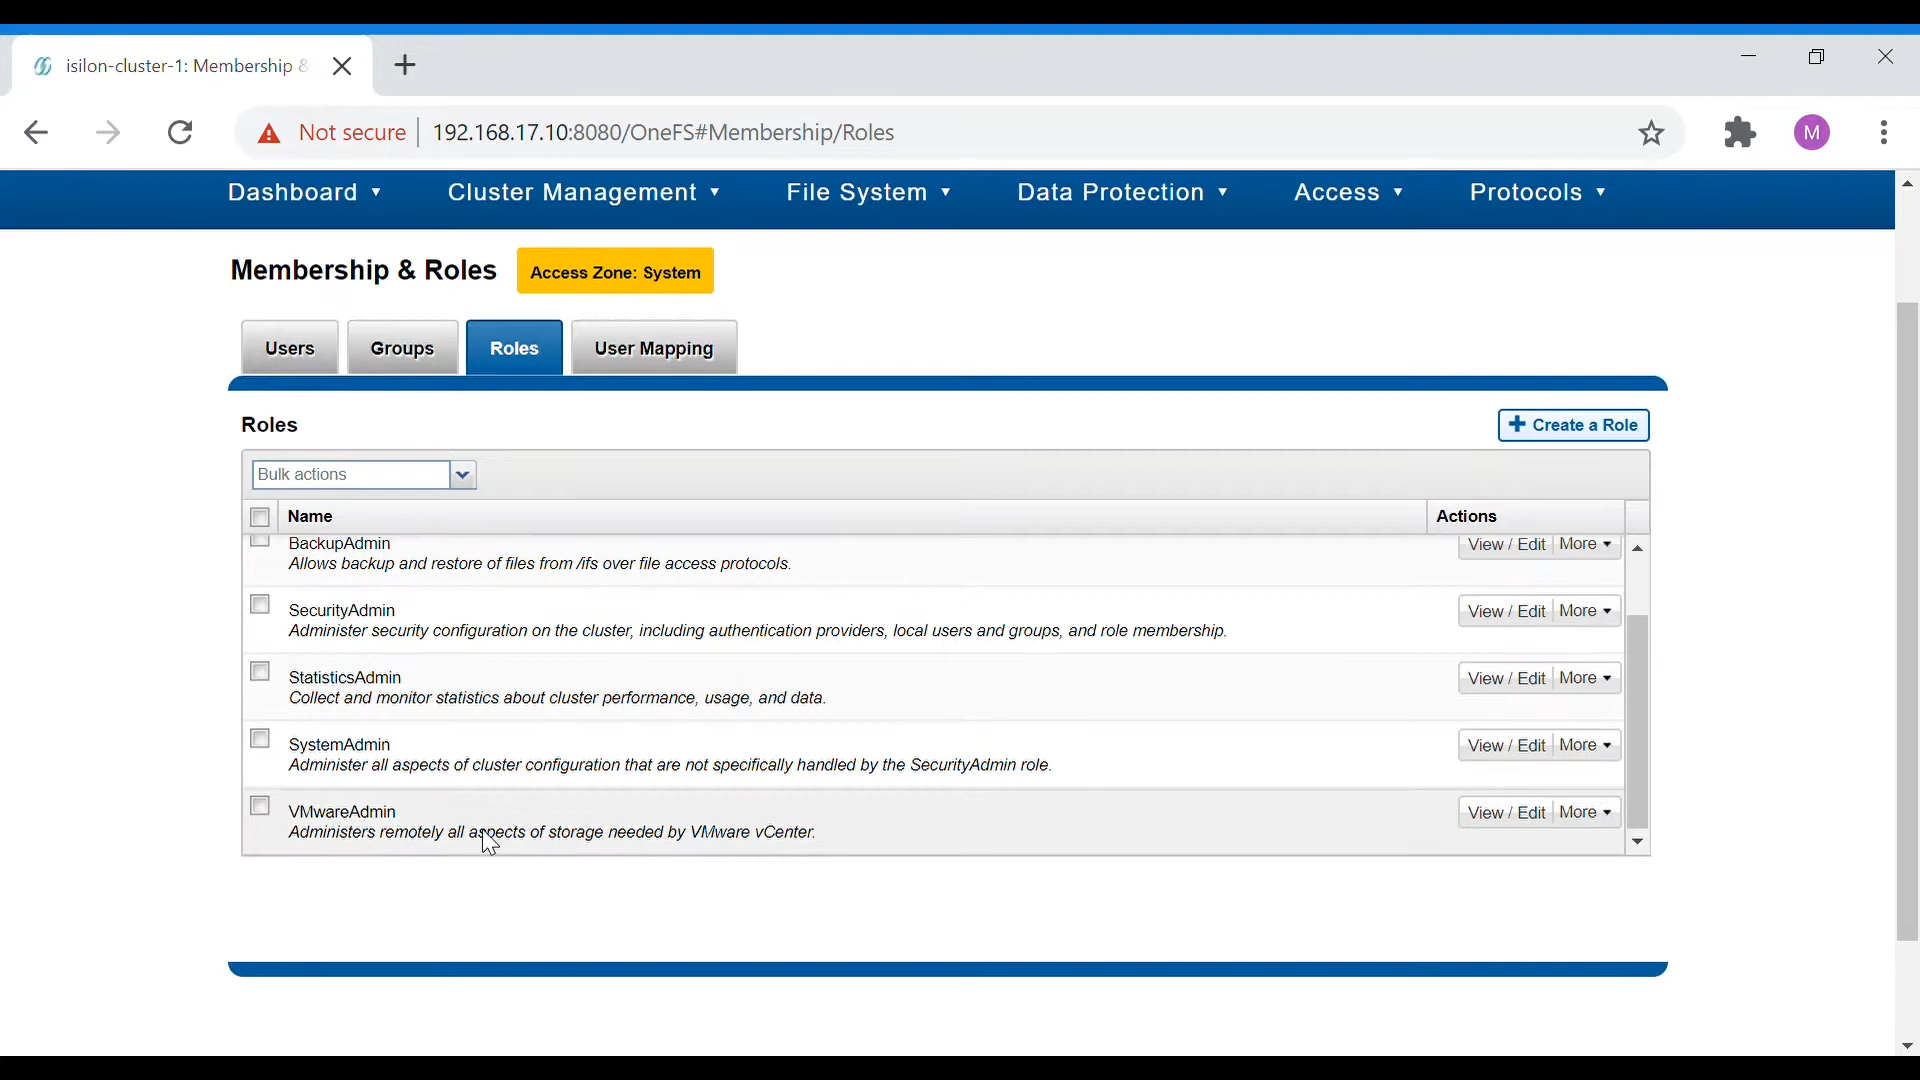 isilon-cluster-1: Membership &
Not secure 192.168.17.10:8080/OneFS#Membership/Roles
M
Dashboard Cluster Management File System Data Protection Access Protocols
Membership & Roles Access Zone: System
Users Groups Roles User Mapping
Roles Create a Role
Bulk actions
Name Actions
BackupAdmin View / Edit More
Allows backup and restore of files from /ifs over file access protocols.
SecurityAdmin View / Edit More
Administer security configuration on the cluster, including authentication providers, local users and groups, and role membership.
StatisticsAdmin View / Edit More
Collect and monitor statistics about cluster performance, usage, and data.
SystemAdmin View / Edit More
Administer all aspects of cluster configuration that are not specifically handled by the SecurityAdmin role.
VMwareAdmin View / Edit More
Administers remotely all aspects of storage needed by VMware vCenter.